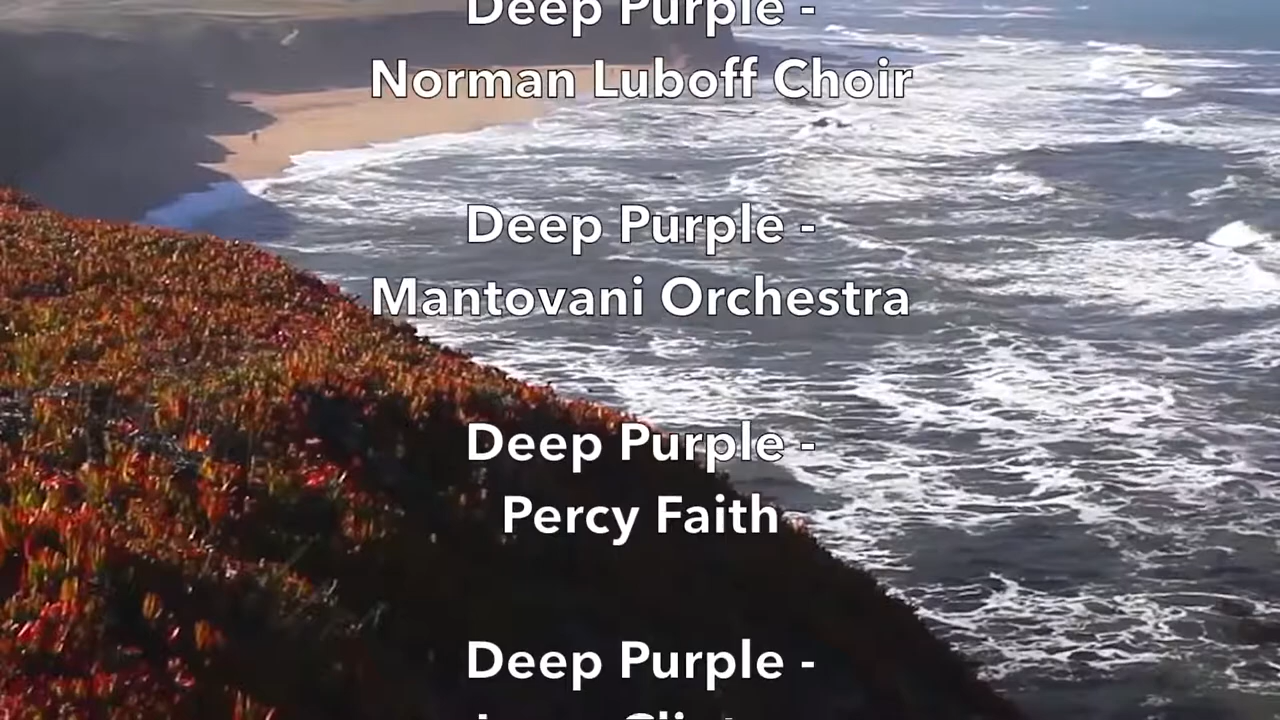 Deep Purple -
Norman Luboff Choir
Deep Purple -
Mantovani Orchestra
Deep Purple -
Percy Faith
Deep Purple -